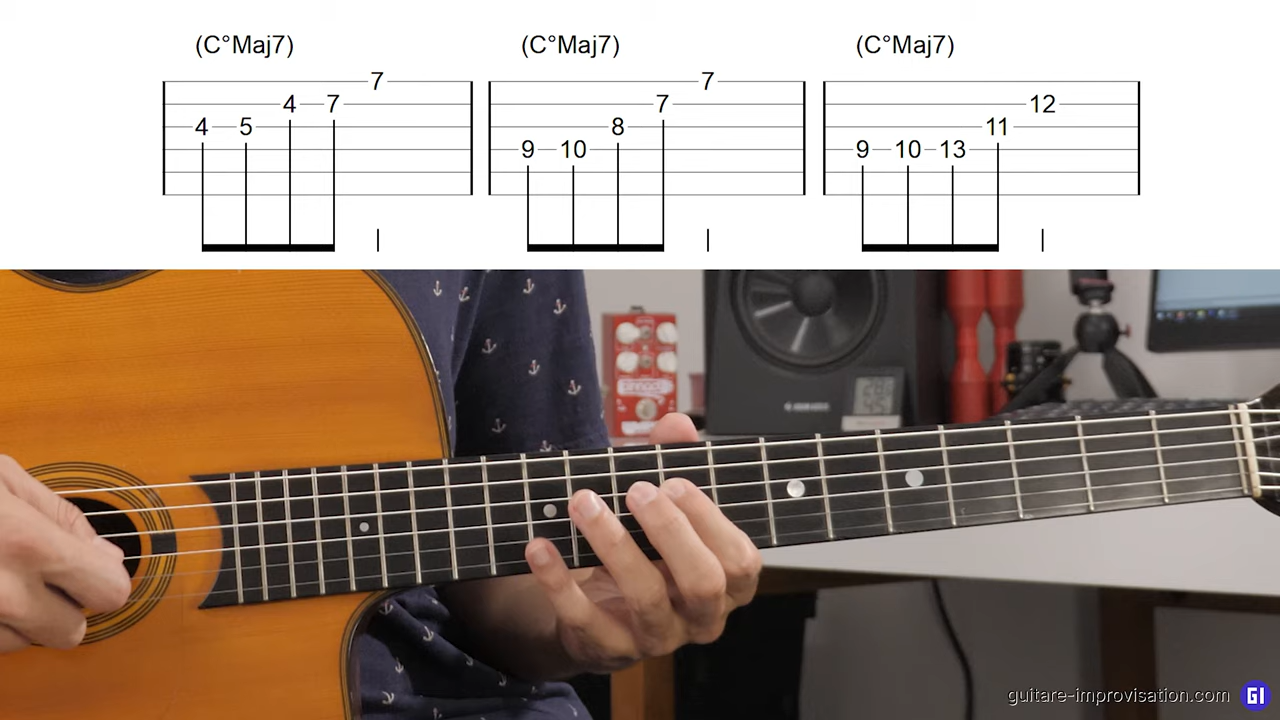 (C°Maj7) (C°Maj7) (C°Maj7)
7 7
4 7 7 12
4 5 8 11
9 10 9 10 13
guitare-improvisation.com GI